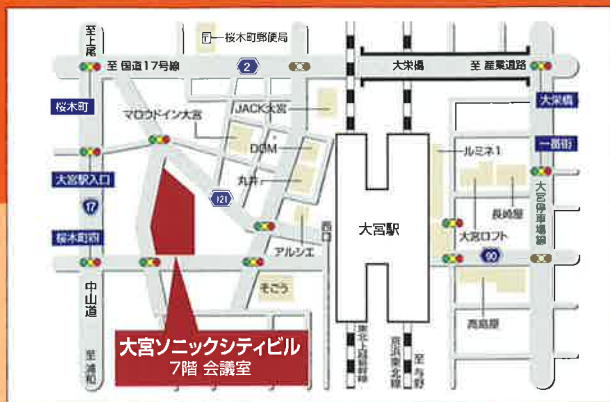 至上尾
桜木町郵便局
至 国道17号線
2
大栄橋
至 産業道路
桜木町
マロウドイン大宮
JACK大宮
大栄橋
DOM
ルミネ1
一番街
大宮駅入口
丸井
121
17
西口
大宮駅
大宮ロフト
長崎屋
大宮停車場線
桜木町四
アルシェ
90
中山道
そごう
高島屋
大宮ソニックシティビル
7階 会議室
至 浦和
東北上越新幹線
京浜東北線
至 与野